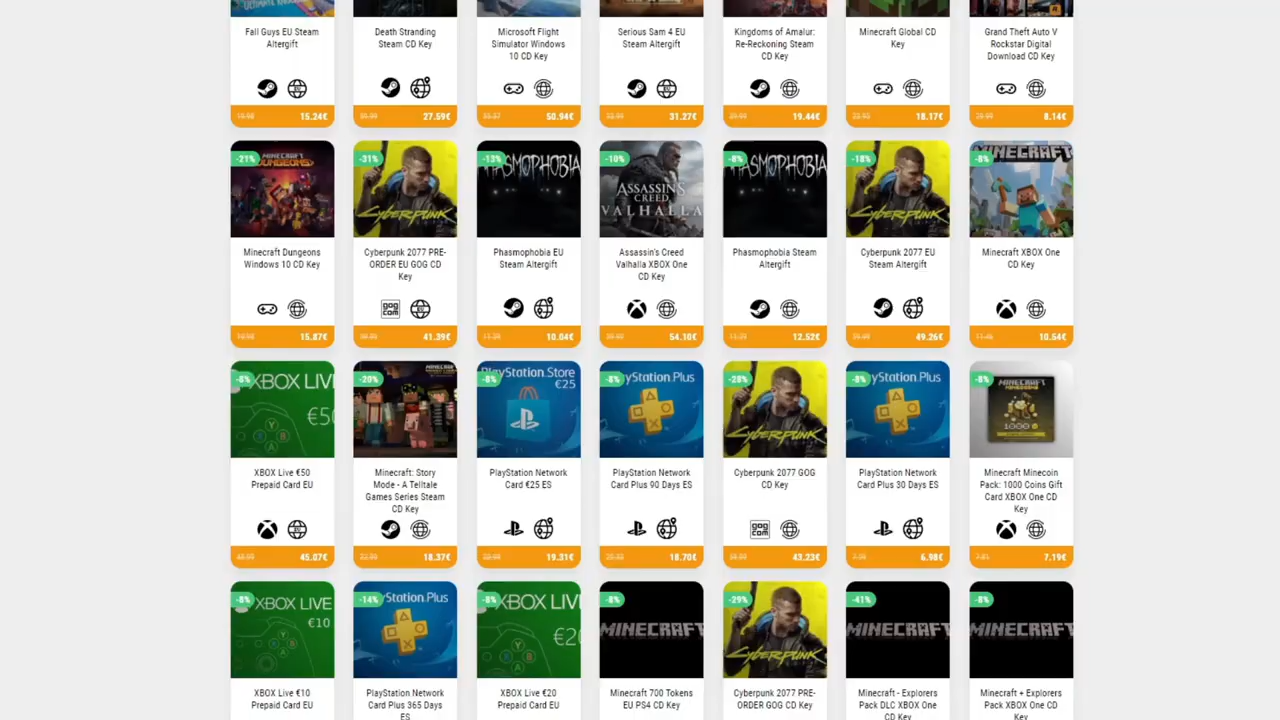 Fall Guys EU Steam
Altergift
Death Stranding
Steam CD Key
Microsoft Flight
Simulator Windows
10 CD Key
Serious Sam 4 EU
Steam Altergift
Kingdoms of Amalur:
Re-Reckoning Steam
CD Key
Minecraft Global CD
Key
Grand Theft Auto V
Rockstar Digital
Download CD Key
15.24€
27.59€
50.94€
31.27€
19.44€
18.17€
8.14€
-21%
MINECRAFT
DUNGEONS
-31%
CYBERPUNK
-13%
PHASMOPHOBIA
-10%
ASSASSIN'S
CREED
VALHALLA
-8%
PHASMOPHOBIA
-18%
CYBERPUNK
-8%
MINECRAFT
Minecraft Dungeons
Windows 10 CD Key
Cyberpunk 2077 PRE-
ORDER EU GOG CD
Key
Phasmophobia EU
Steam Altergift
Assassin's Creed
Valhalla XBOX One
CD Key
Phasmophobia Steam
Altergift
Cyberpunk 2077 EU
Steam Altergift
Minecraft XBOX One
CD Key
gog
com
15.87€
41.39€
10.04€
54.10€
12.52€
49.26€
10.54€
-8%
XBOX LIVE
€50
-20%
MINECRAFT
-8%
PlayStation Store
€25
-8%
PlayStation Plus
-28%
CYBERPUNK
-8%
PlayStation Plus
-8%
MINECRAFT
MINECOINS
1000
XBOX Live €50
Prepaid Card EU
Minecraft: Story
Mode - A Telltale
Games Series Steam
CD Key
PlayStation Network
Card €25 ES
PlayStation Network
Card Plus 90 Days ES
Cyberpunk 2077 GOG
CD Key
PlayStation Network
Card Plus 30 Days ES
Minecraft Minecoin
Pack: 1000 Coins Gift
Card XBOX One CD
Key
gog
com
45.07€
18.37€
19.31€
18.70€
43.23€
6.98€
7.19€
-8%
XBOX LIVE
€10
-14%
PlayStation Plus
-8%
XBOX LIVE
€20
-8%
MINECRAFT
-29%
CYBERPUNK
-41%
MINECRAFT
-8%
MINECRAFT
XBOX Live €10
Prepaid Card EU
PlayStation Network
Card Plus 365 Days
ES
XBOX Live €20
Prepaid Card EU
Minecraft 700 Tokens
EU PS4 CD Key
Cyberpunk 2077 PRE-
ORDER GOG CD Key
Minecraft - Explorers
Pack DLC XBOX One
CD Key
Minecraft + Explorers
Pack XBOX One CD
Key